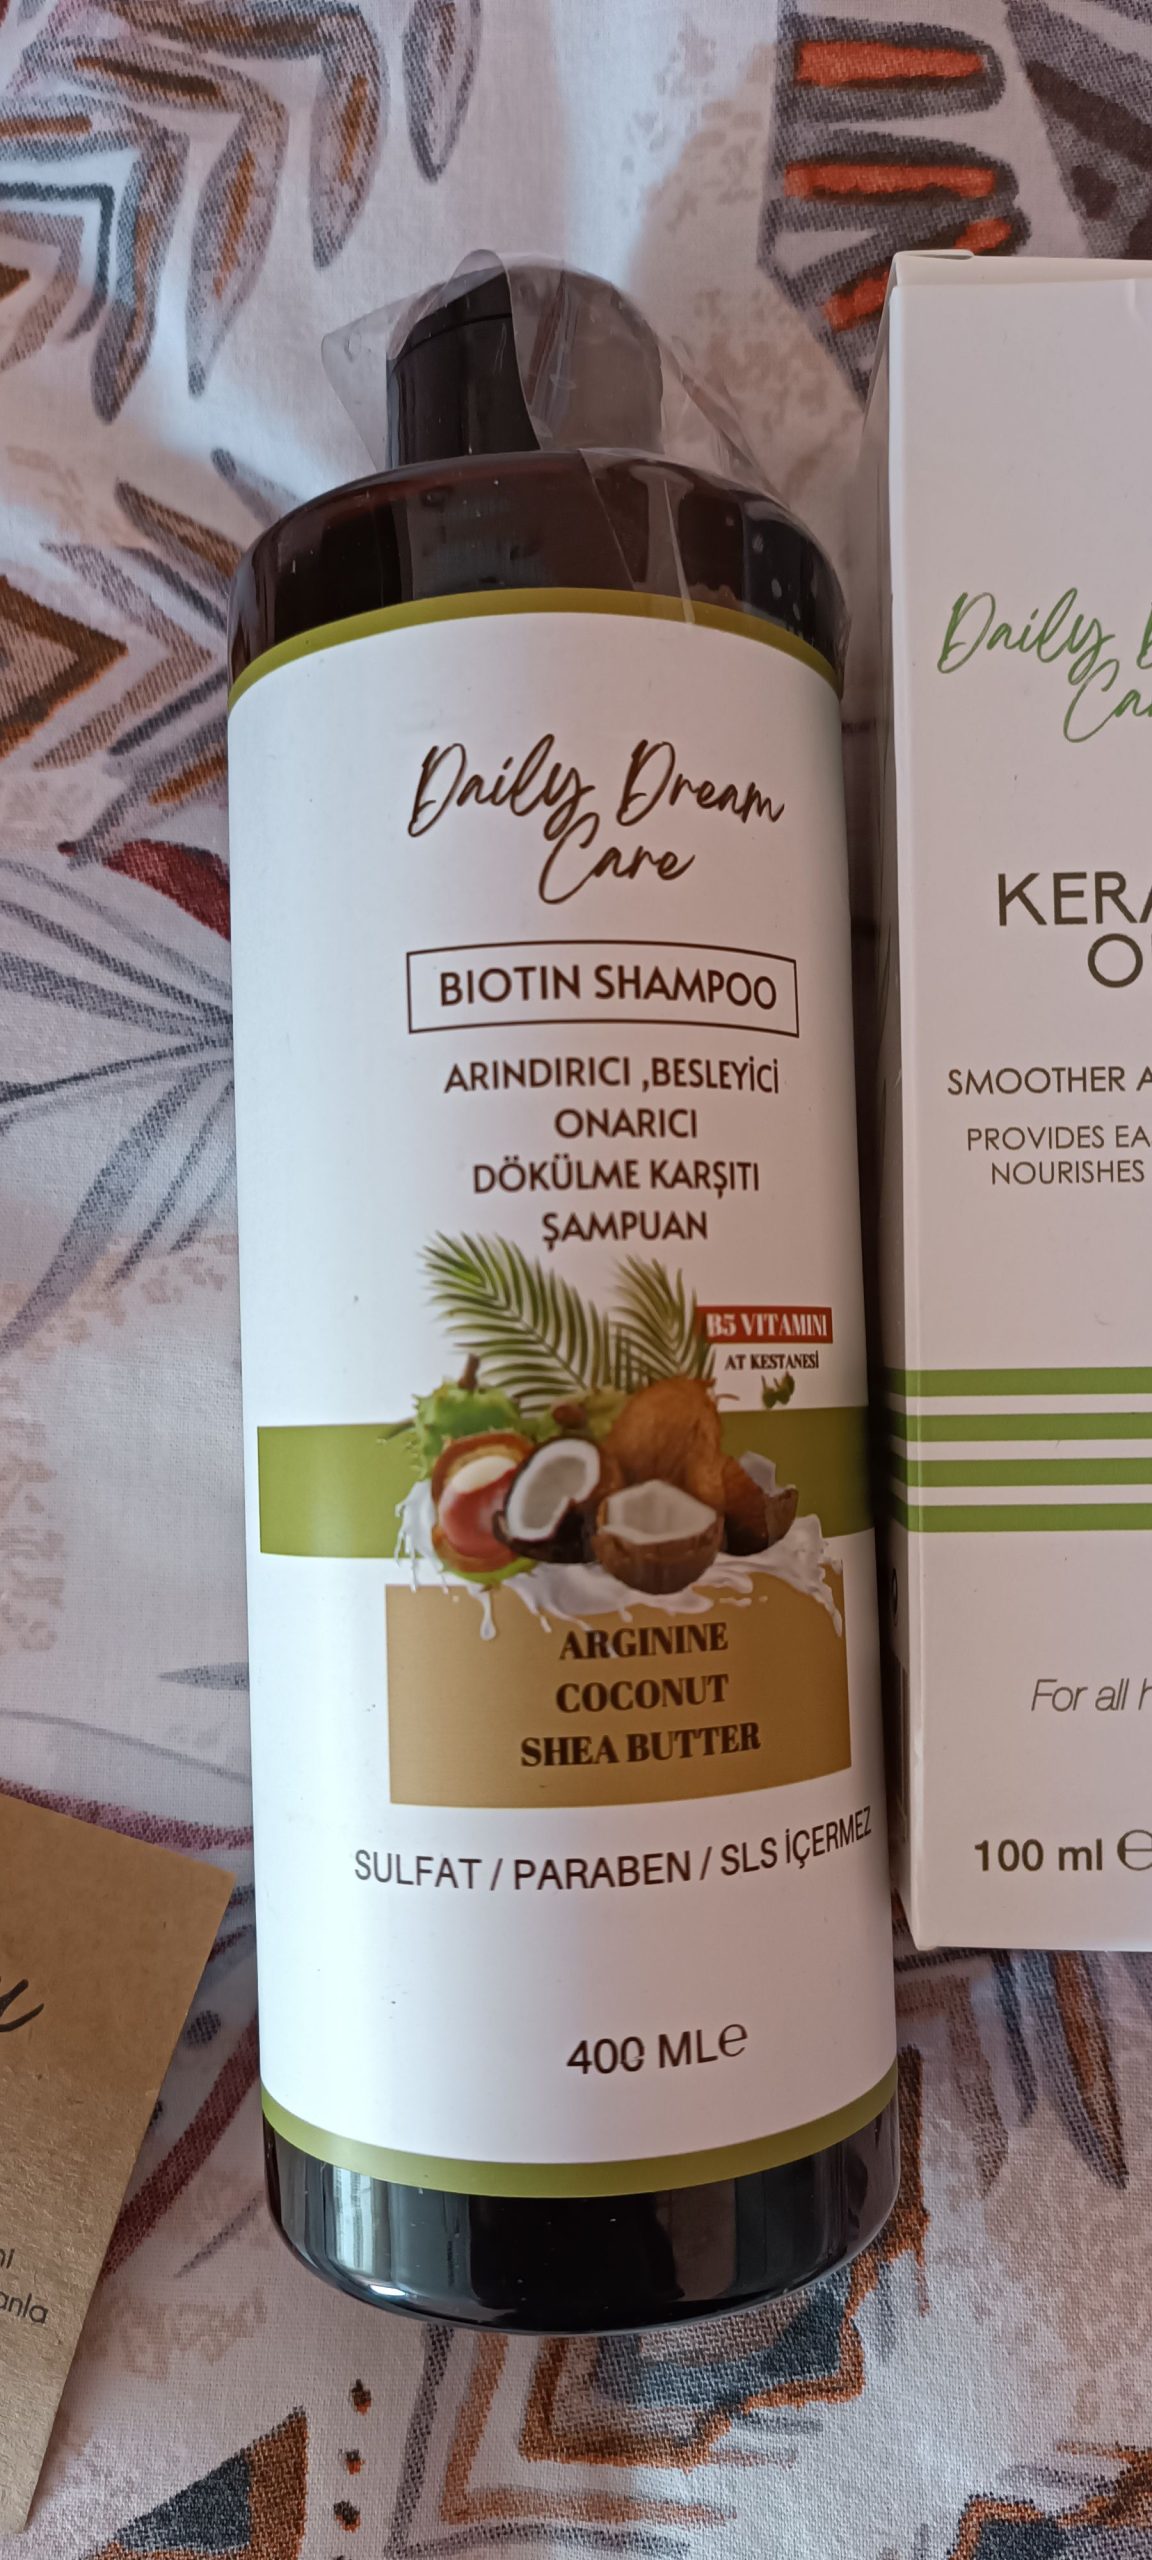 Daily Dream
Care
BIOTIN SHAMPOO
ARINDIRICI ,BESLEYİCİ
ONARICI
DÖKÜLME KARŞITI
ŞAMPUAN
B5 VITAMINI
AT KESTANESİ
ARGININE
COCONUT
SHEA BUTTER
SULFAT / PARABEN / SLS İÇERMEZ
400 ML℮
Daily
SMOOTHER
PROVIDES
NOURISHES
For all
100 ml ℮